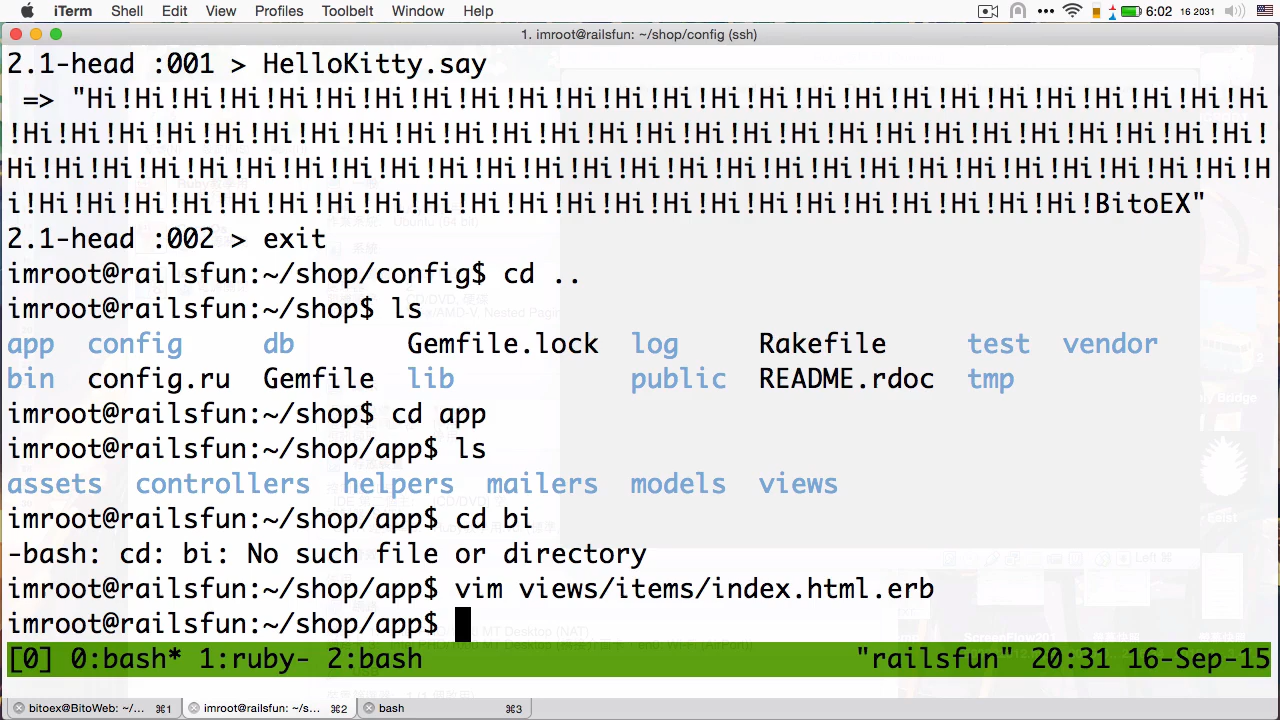 iTerm Shell Edit View Profiles Toolbelt Window Help 6:02 16 2031
1. imroot@railsfun: ~/shop/config (ssh)
2.1-head :001 > HelloKitty.say
=> "Hi!Hi!Hi!Hi!Hi!Hi!Hi!Hi!Hi!Hi!Hi!Hi!Hi!Hi!Hi!Hi!Hi!Hi!Hi!Hi!Hi!Hi!Hi!Hi!Hi
!Hi!Hi!Hi!Hi!Hi!Hi!Hi!Hi!Hi!Hi!Hi!Hi!Hi!Hi!Hi!Hi!Hi!Hi!Hi!Hi!Hi!Hi!Hi!Hi!Hi!Hi!
Hi!Hi!Hi!Hi!Hi!Hi!Hi!Hi!Hi!Hi!Hi!Hi!Hi!Hi!Hi!Hi!Hi!Hi!Hi!Hi!Hi!Hi!Hi!Hi!Hi!Hi!H
i!Hi!Hi!Hi!Hi!Hi!Hi!Hi!Hi!Hi!Hi!Hi!Hi!Hi!Hi!Hi!Hi!Hi!Hi!Hi!Hi!Hi!Hi!BitoEX"
2.1-head :002 > exit
imroot@railsfun:~/shop/config$ cd ..
imroot@railsfun:~/shop$ ls
app config db Gemfile.lock log Rakefile test vendor
bin config.ru Gemfile lib public README.rdoc tmp
imroot@railsfun:~/shop$ cd app
imroot@railsfun:~/shop/app$ ls
assets controllers helpers mailers models views
imroot@railsfun:~/shop/app$ cd bi
-bash: cd: bi: No such file or directory
imroot@railsfun:~/shop/app$ vim views/items/index.html.erb
imroot@railsfun:~/shop/app$
[0] 0:bash* 1:ruby- 2:bash "railsfun" 20:31 16-Sep-15
bitoex@BitoWeb: ~/... ⌘1 imroot@railsfun: ~/s... ⌘2 bash ⌘3